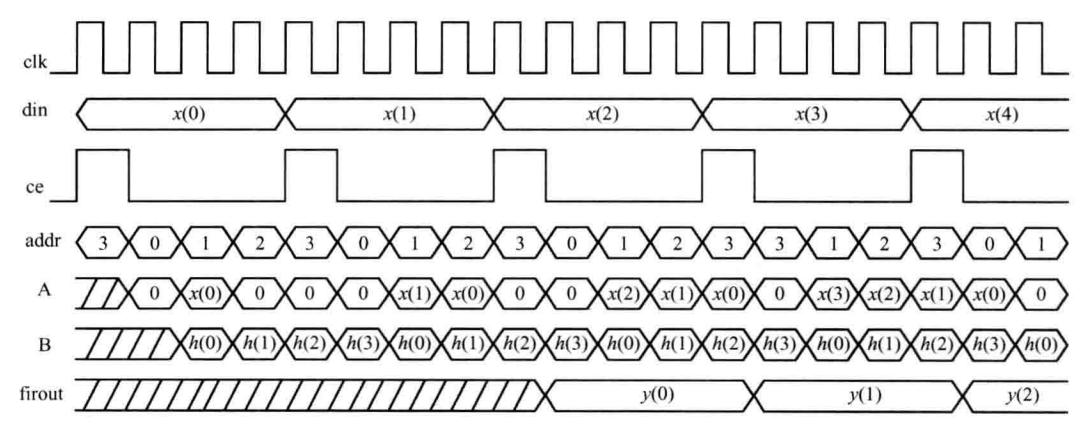 clk
din x(0) x(1) x(2) x(3) x(4)
ce
addr 3 0 1 2 3 0 1 2 3 0 1 2 3 3 1 2 3 0 1
A 0 x(0) 0 0 0 x(1) x(0) 0 0 x(2) x(1) x(0) 0 x(3) x(2) x(1) x(0) 0
B h(0) h(1) h(2) h(3) h(0) h(1) h(2) h(3) h(0) h(1) h(2) h(3) h(0) h(1) h(2) h(3) h(0)
firout y(0) y(1) y(2)